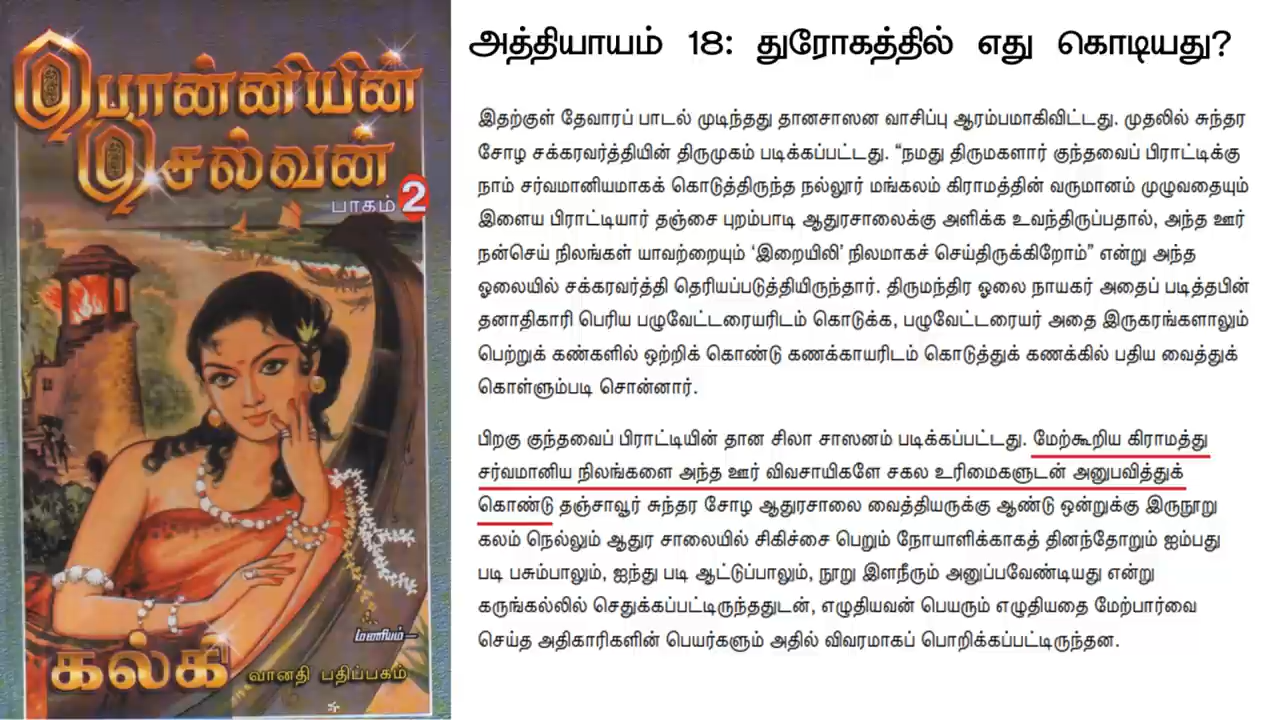 பொன்னியின்
செல்வன்
பாகம் 2
மணியம்
கல்கி
வானதி பதிப்பகம்
அத்தியாயம் 18: துரோகத்தில் எது கொடியது?
இதற்குள் தேவாரப் பாடல் முடிந்தது தானசாஸன வாசிப்பு ஆரம்பமாகிவிட்டது. முதலில் சுந்தர
சோழ சக்கரவர்த்தியின் திருமுகம் படிக்கப்பட்டது. “நமது திருமகளார் குந்தவைப் பிராட்டிக்கு
நாம் சர்வமானியமாகக் கொடுத்திருந்த நல்லூர் மங்கலம் கிராமத்தின் வருமானம் முழுவதையும்
இளைய பிராட்டியார் தஞ்சை புறம்பாடி ஆதுரசாலைக்கு அளிக்க உவந்திருப்பதால், அந்த ஊர்
நன்செய் நிலங்கள் யாவற்றையும் ‘இறையிலி’ நிலமாகச் செய்திருக்கிறோம்” என்று அந்த
ஓலையில் சக்கரவர்த்தி தெரியப்படுத்தியிருந்தார். திருமந்திர ஓலை நாயகர் அதைப் படித்தபின்
தனாதிகாரி பெரிய பழுவேட்டரையரிடம் கொடுக்க, பழுவேட்டரையர் அதை இருகரங்களாலும்
பெற்றுக் கண்களில் ஒற்றிக் கொண்டு கணக்காயரிடம் கொடுத்துக் கணக்கில் பதிய வைத்துக்
கொள்ளும்படி சொன்னார்.
பிறகு குந்தவைப் பிராட்டியின் தான சிலா சாஸனம் படிக்கப்பட்டது. மேற்கூறிய கிராமத்து
சர்வமானிய நிலங்களை அந்த ஊர் விவசாயிகளே சகல உரிமைகளுடன் அனுபவித்துக்
கொண்டு தஞ்சாவூர் சுந்தர சோழ ஆதுரசாலை வைத்தியருக்கு ஆண்டு ஒன்றுக்கு இருநூறு
கலம் நெல்லும் ஆதுர சாலையில் சிகிச்சை பெறும் நோயாளிக்காகத் தினந்தோறும் ஐம்பது
படி பசும்பாலும், ஐந்து படி ஆட்டுப்பாலும், நூறு இளநீரும் அனுப்பவேண்டியது என்று
கருங்கல்லில் செதுக்கப்பட்டிருந்ததுடன், எழுதியவன் பெயரும் எழுதியதை மேற்பார்வை
செய்த அதிகாரிகளின் பெயர்களும் அதில் விவரமாகப் பொறிக்கப்பட்டிருந்தன.